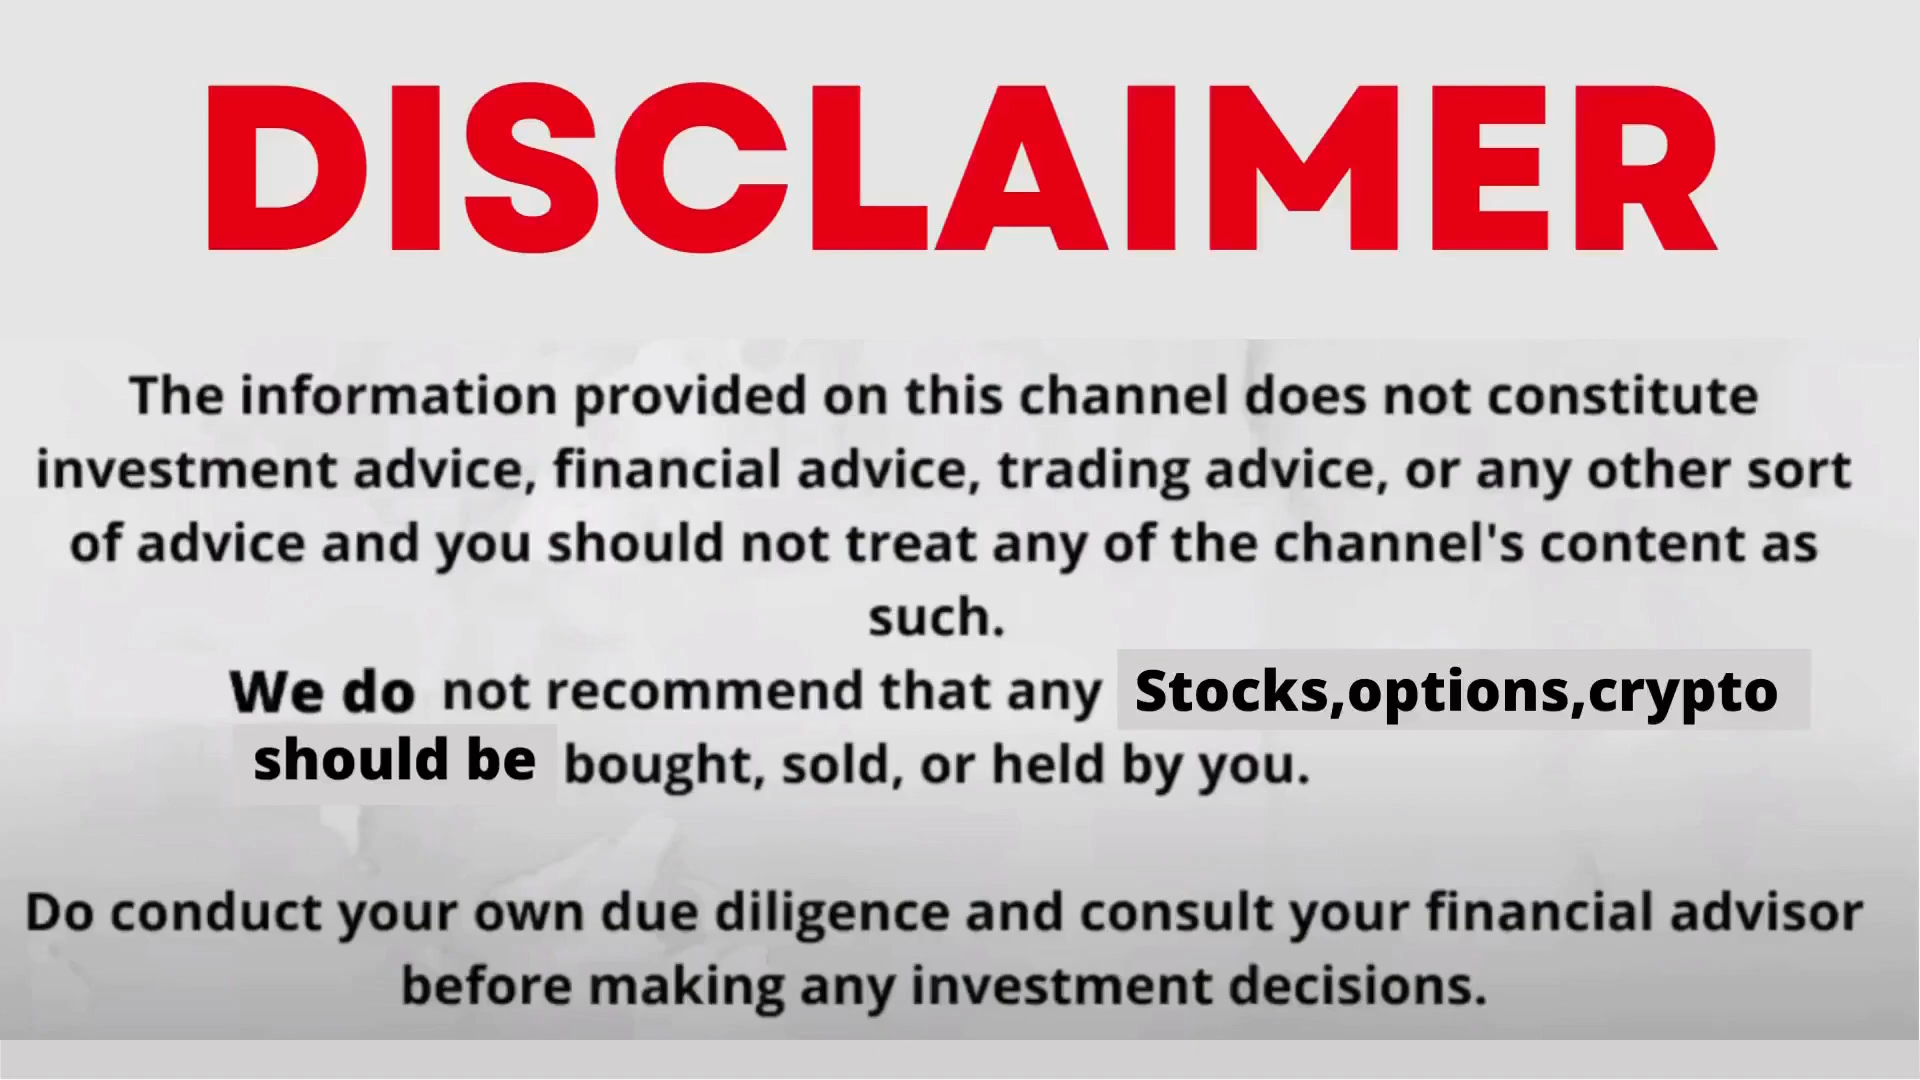 DISCLAIMER
The information provided on this channel does not constitute
investment advice, financial advice, trading advice, or any other sort
of advice and you should not treat any of the channel's content as
such.
We do not recommend that any Stocks,options,crypto
should be bought, sold, or held by you.
Do conduct your own due diligence and consult your financial advisor
before making any investment decisions.